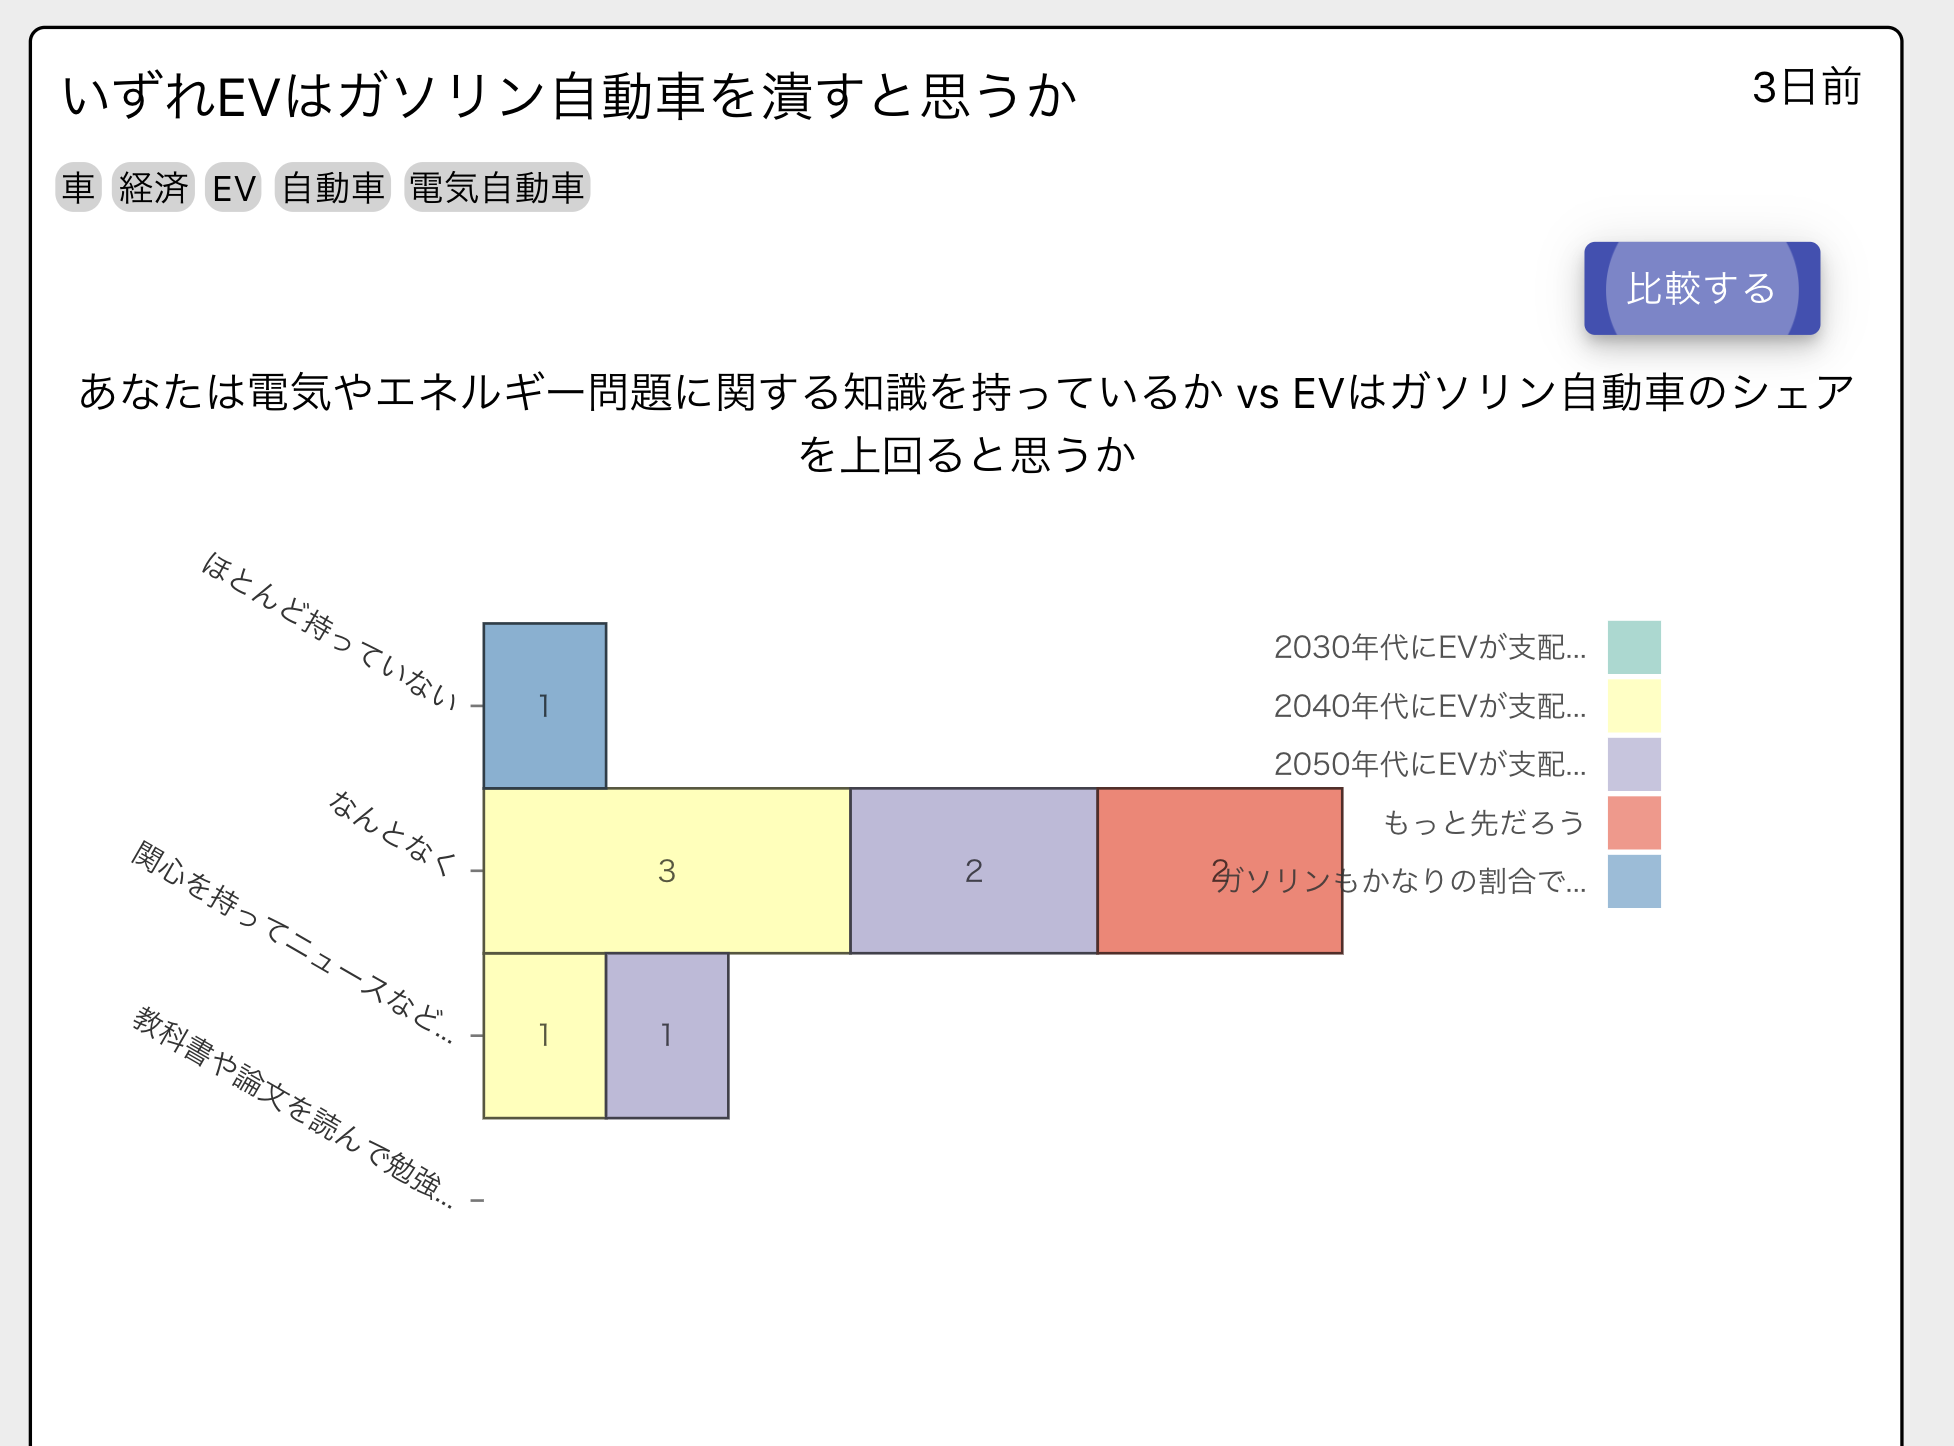 いずれEVはガソリン自動車を潰すと思うか
3日前
車 経済 EV 自動車 電気自動車
比較する
あなたは電気やエネルギー問題に関する知識を持っているか vs EVはガソリン自動車のシェア
を上回ると思うか
ほとんど持っていない
1
なんとなく
3 2 2
関心を持ってニュースなど...
1 1
教科書や論文を読んで勉強...
2030年代にEVが支配...
2040年代にEVが支配...
2050年代にEVが支配...
もっと先だろう
ガソリンもかなりの割合で...